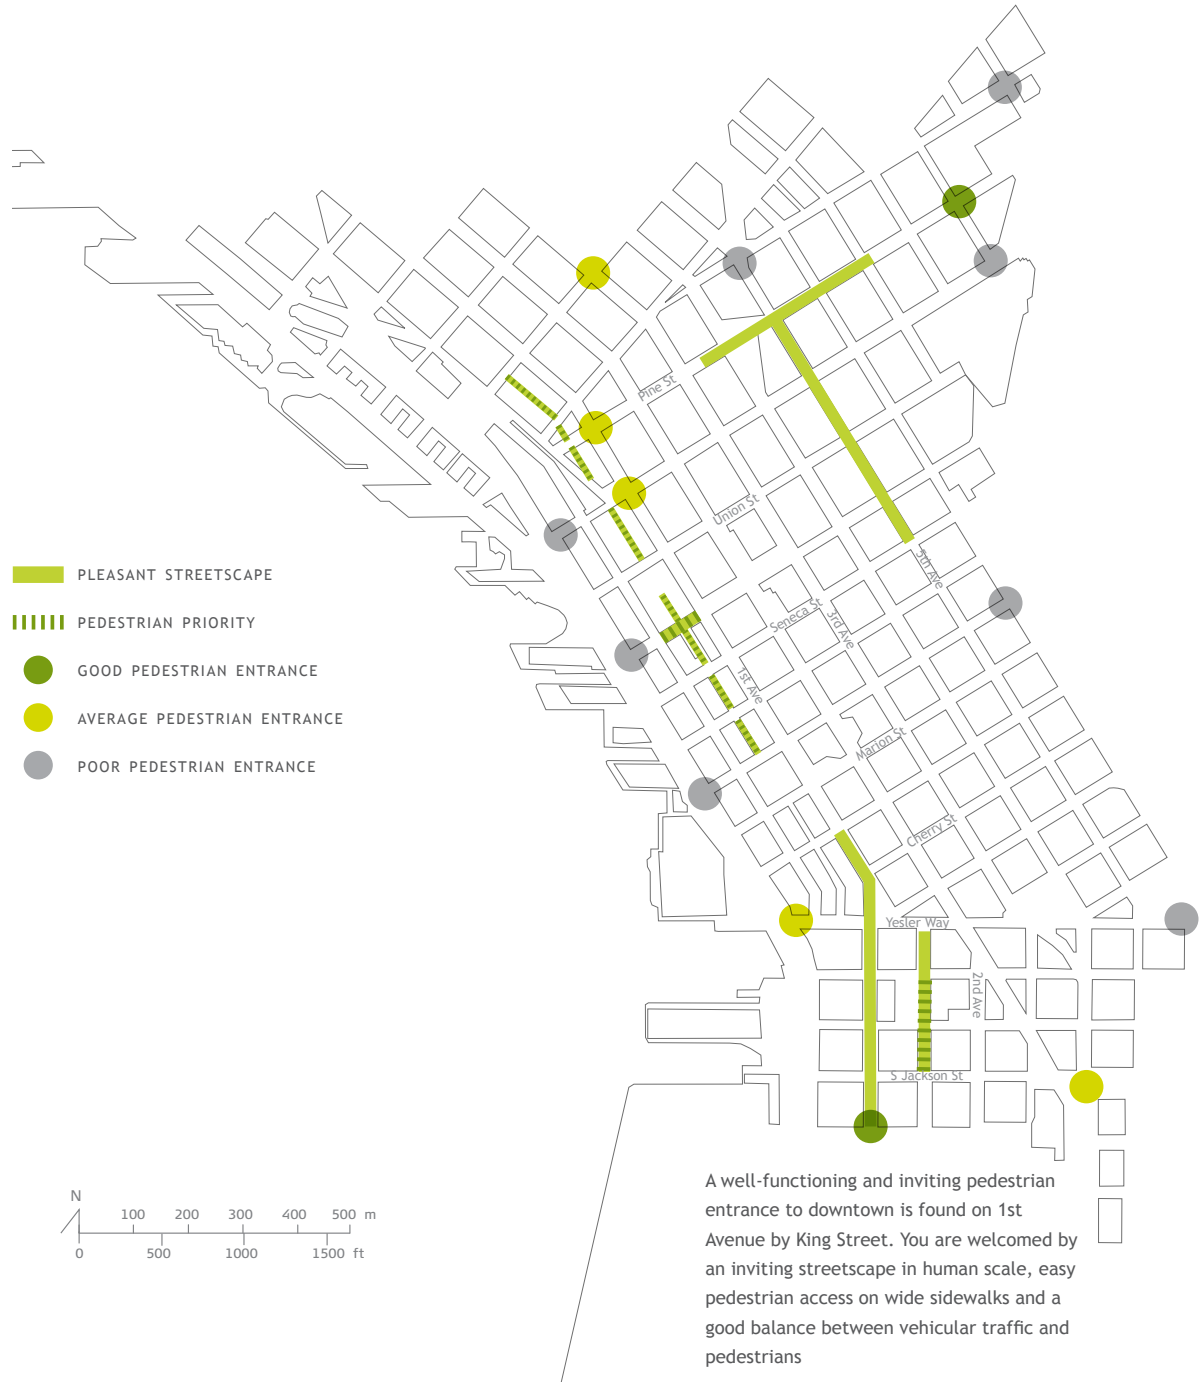 Pine St
Union St
5th Ave
Seneca St
3rd Ave
1st Ave
Marion St
Cherry St
Yesler Way
2nd Ave
S Jackson St
PLEASANT STREETSCAPE
PEDESTRIAN PRIORITY
GOOD PEDESTRIAN ENTRANCE
AVERAGE PEDESTRIAN ENTRANCE
POOR PEDESTRIAN ENTRANCE
N
100 200 300 400 500 m
0 500 1000 1500 ft
A well-functioning and inviting pedestrian
entrance to downtown is found on 1st
Avenue by King Street. You are welcomed by
an inviting streetscape in human scale, easy
pedestrian access on wide sidewalks and a
good balance between vehicular traffic and
pedestrians